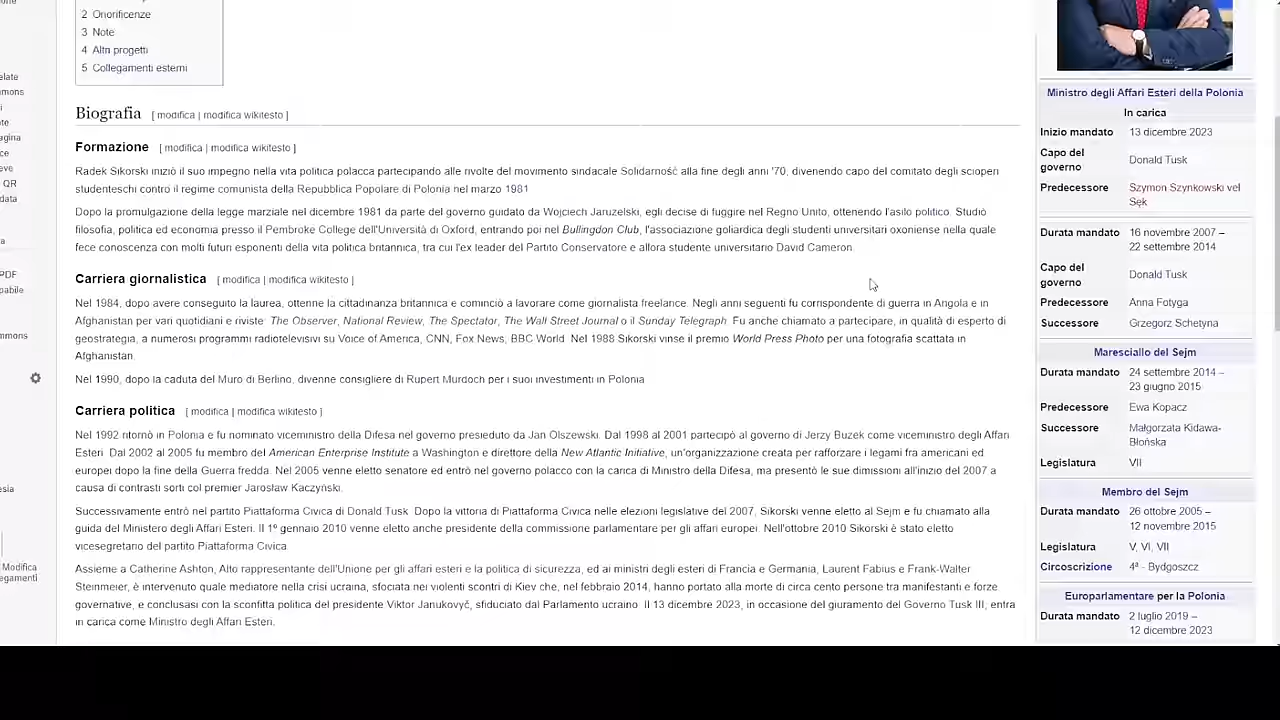 elate
mmons
i
ote
agina
ce
eve
QR
data
a
PDF
pabile
mmons
esia
Modifica
egamenti
2 Onorificenze
3 Note
4 Altri progetti
5 Collegamenti esterni
Biografia [ modifica | modifica wikitesto ]
Formazione [ modifica | modifica wikitesto ]
Radek Sikorski iniziò il suo impegno nella vita politica polacca partecipando alle rivolte del movimento sindacale Solidarność alla fine degli anni '70, divenendo capo del comitato degli scioperi
studenteschi contro il regime comunista della Repubblica Popolare di Polonia nel marzo 1981
Dopo la promulgazione della legge marziale nel dicembre 1981 da parte del governo guidato da Wojciech Jaruzelski, egli decise di fuggire nel Regno Unito, ottenendo l'asilo politico. Studiò
filosofia, politica ed economia presso il Pembroke College dell'Università di Oxford, entrando poi nel Bullingdon Club, l'associazione goliardica degli studenti universitari oxoniense nella quale
fece conoscenza con molti futuri esponenti della vita politica britannica, tra cui l'ex leader del Partito Conservatore e allora studente universitario David Cameron
Carriera giornalistica [ modifica | modifica wikitesto ]
Nel 1984, dopo avere conseguito la laurea, ottenne la cittadinanza britannica e cominciò a lavorare come giornalista freelance. Negli anni seguenti fu corrispondente di guerra in Angola e in
Afghanistan per vari quotidiani e riviste The Observer, National Review, The Spectator, The Wall Street Journal o il Sunday Telegraph. Fu anche chiamato a partecipare, in qualità di esperto di
geostrategia, a numerosi programmi radiotelevisivi su Voice of America, CNN, Fox News, BBC World. Nel 1988 Sikorski vinse il premio World Press Photo per una fotografia scattata in
Afghanistan.
Nel 1990, dopo la caduta del Muro di Berlino, divenne consigliere di Rupert Murdoch per i suoi investimenti in Polonia
Carriera politica [ modifica | modifica wikitesto ]
Nel 1992 ritornò in Polonia e fu nominato viceministro della Difesa nel governo presieduto da Jan Olszewski. Dal 1998 al 2001 partecipò al governo di Jerzy Buzek come viceministro degli Affari
Esteri. Dal 2002 al 2005 fu membro del American Enterprise Institute a Washington e direttore della New Atlantic Initiative, un'organizzazione creata per rafforzare i legami fra americani ed
europei dopo la fine della Guerra fredda. Nel 2005 venne eletto senatore ed entrò nel governo polacco con la carica di Ministro della Difesa, ma presentò le sue dimissioni all'inizio del 2007 a
causa di contrasti sorti col premier Jarosław Kaczyński.
Successivamente entrò nel partito Piattaforma Civica di Donald Tusk. Dopo la vittoria di Piattaforma Civica nelle elezioni legislative del 2007, Sikorski venne eletto al Sejm e fu chiamato alla
guida del Ministero degli Affari Esteri. Il 1º gennaio 2010 venne eletto anche presidente della commissione parlamentare per gli affari europei. Nell'ottobre 2010 Sikorski è stato eletto
vicesegretario del partito Piattaforma Civica.
Assieme a Catherine Ashton, Alto rappresentante dell'Unione per gli affari esteri e la politica di sicurezza, ed ai ministri degli esteri di Francia e Germania, Laurent Fabius e Frank-Walter
Steinmeier, è intervenuto quale mediatore nella crisi ucraina, sfociata nei violenti scontri di Kiev che, nel febbraio 2014, hanno portato alla morte di circa cento persone tra manifestanti e forze
governative, e conclusasi con la sconfitta politica del presidente Viktor Janukovyč, sfiduciato dal Parlamento ucraino. Il 13 dicembre 2023, in occasione del giuramento del Governo Tusk III, entra
in carica come Ministro degli Affari Esteri.
Ministro degli Affari Esteri della Polonia
In carica
Inizio mandato 13 dicembre 2023
Capo del
governo Donald Tusk
Predecessore Szymon Szynkowski vel
Sęk
Durata mandato 16 novembre 2007 –
22 settembre 2014
Capo del
governo Donald Tusk
Predecessore Anna Fotyga
Successore Grzegorz Schetyna
Maresciallo del Sejm
Durata mandato 24 settembre 2014 –
23 giugno 2015
Predecessore Ewa Kopacz
Successore Małgorzata Kidawa-
Błońska
Legislatura VII
Membro del Sejm
Durata mandato 26 ottobre 2005 –
12 novembre 2015
Legislatura V, VI, VII
Circoscrizione 4ª - Bydgoszcz
Europarlamentare per la Polonia
Durata mandato 2 luglio 2019 –
12 dicembre 2023